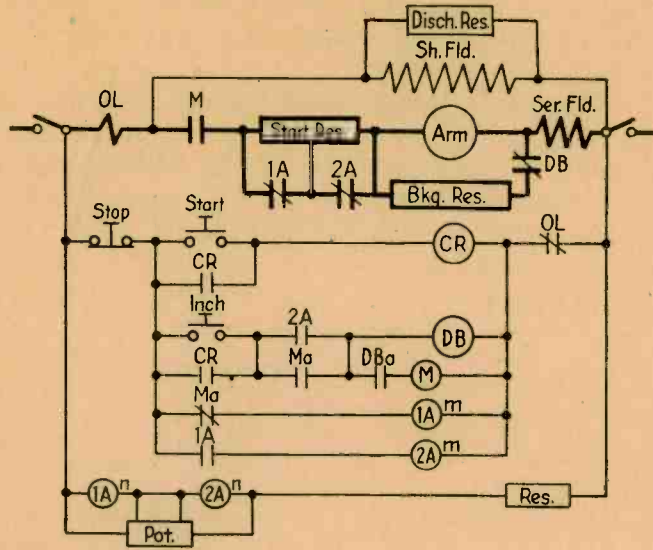 Disch. Res.
Sh. Fld.
OL
M
Start Res.
Arm
Ser. Fld.
1A
2A
DB
Bkg. Res.
Stop
Start
CR
OL
CR
Inch
2A
DB
CR
Ma
DBa
M
Ma
1A m
1A
2A m
1A n
2A n
Res.
Pot.